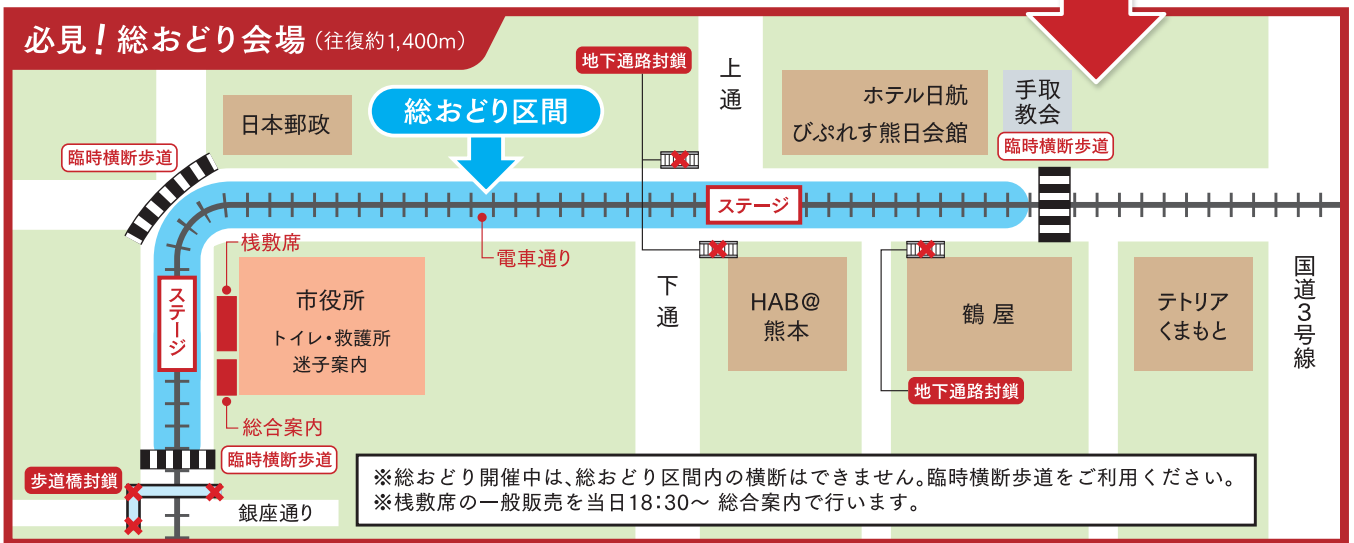 必見!総おどり会場(往復約1,400m)
地下通路封鎖
上通
ホテル日航
びぷれす熊日会館
手取
教会
臨時横断歩道
日本郵政
総おどり区間
臨時横断歩道
ステージ
桟敷席
電車通り
ステージ
市役所
トイレ・救護所
迷子案内
下通
HAB@
熊本
鶴屋
テトリア
くまもと
国道3号線
地下通路封鎖
総合案内
臨時横断歩道
歩道橋封鎖
銀座通り
※総おどり開催中は、総おどり区間内の横断はできません。臨時横断歩道をご利用ください。
※桟敷席の一般販売を当日18:30〜 総合案内で行います。